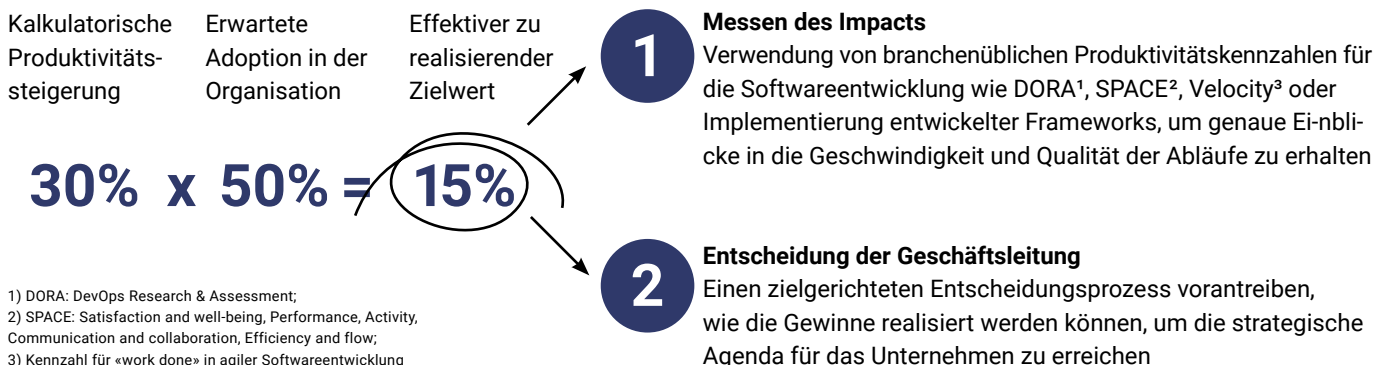 Kalkulatorische
Produktivitäts-
steigerung
Erwartete
Adoption in der
Organisation
Effektiver zu
realisierender
Zielwert
30% x 50% = 15%
1) DORA: DevOps Research & Assessment;
2) SPACE: Satisfaction and well-being, Performance, Activity,
Communication and collaboration, Efficiency and flow;
3) Kennzahl für «work done» in agiler Softwareentwicklung
1
Messen des Impacts
Verwendung von branchenüblichen Produktivitätskennzahlen für
die Softwareentwicklung wie DORA¹, SPACE², Velocity³ oder
Implementierung entwickelter Frameworks, um genaue Ei-nbli-
cke in die Geschwindigkeit und Qualität der Abläufe zu erhalten
2
Entscheidung der Geschäftsleitung
Einen zielgerichteten Entscheidungsprozess vorantreiben,
wie die Gewinne realisiert werden können, um die strategische
Agenda für das Unternehmen zu erreichen